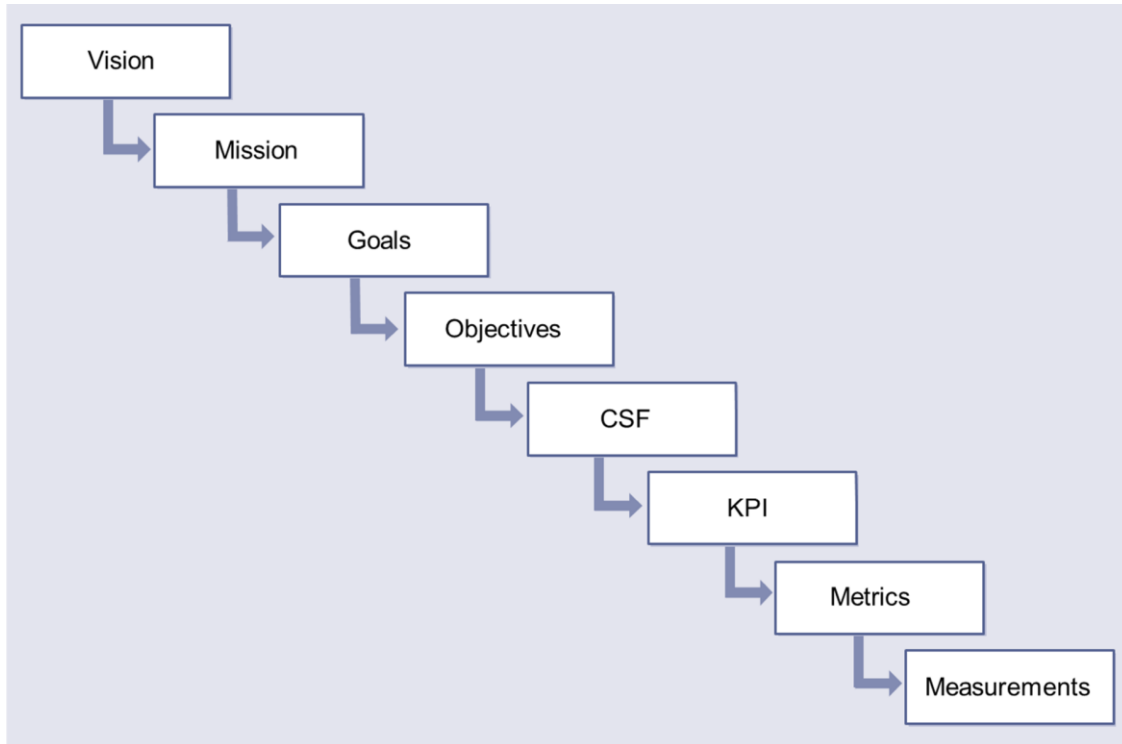 Vision
Mission
Goals
Objectives
CSF
KPI
Metrics
Measurements